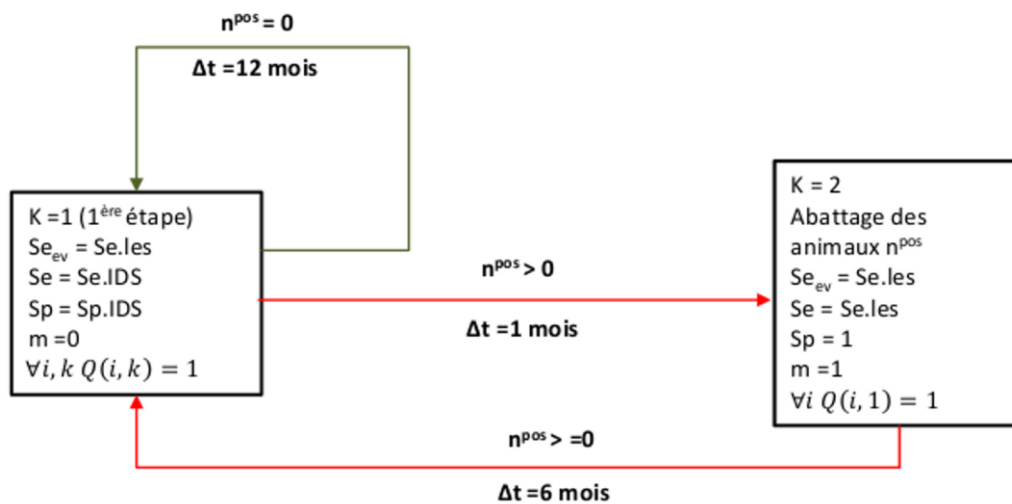 n^pos = 0
Δt =12 mois
K =1 (1ère étape)
Se_ev = Se.les
Se = Se.IDS
Sp = Sp.IDS
m =0
∀i, k Q(i, k) = 1
n^pos > 0
Δt =1 mois
K = 2
Abattage des
animaux n^pos
Se_ev = Se.les
Se = Se.les
Sp = 1
m =1
∀i Q(i, 1) = 1
n^pos > =0
Δt =6 mois